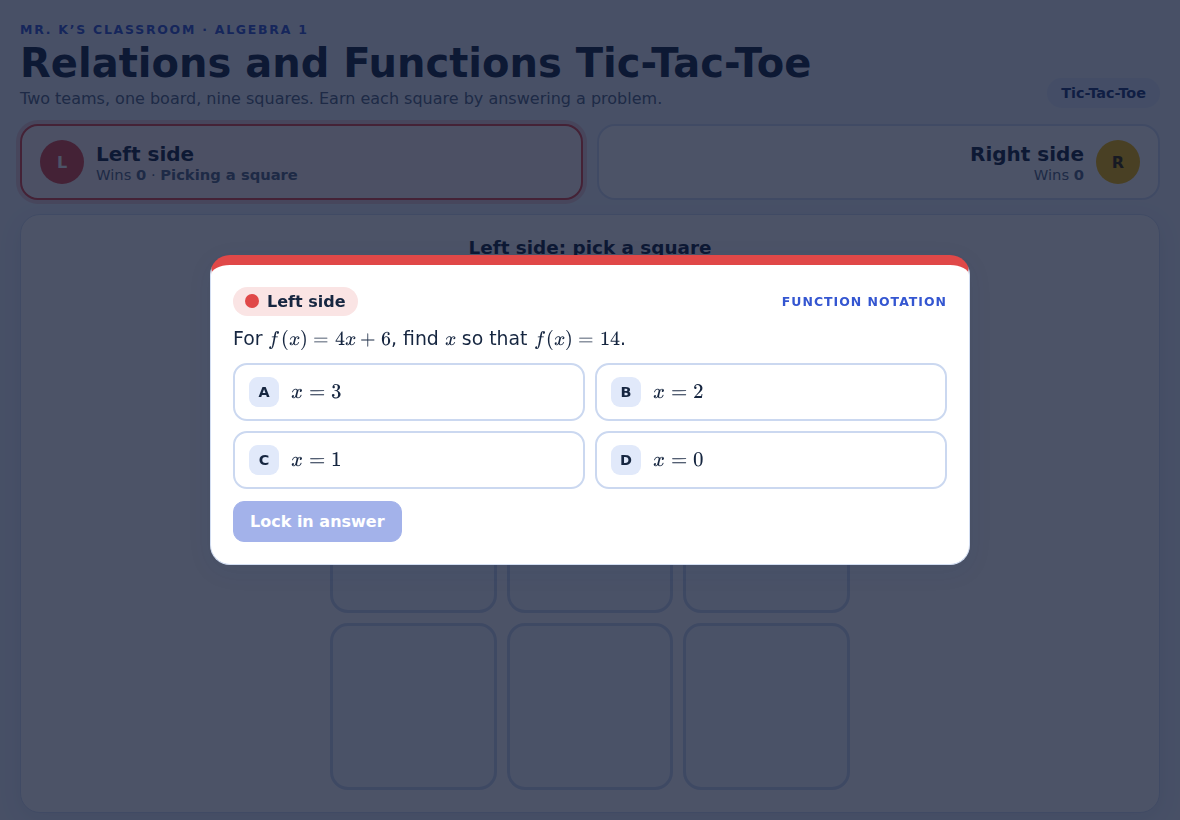 MR. K’S CLASSROOM · ALGEBRA 1
Relations and Functions Tic-Tac-Toe
Two teams, one board, nine squares. Earn each square by answering a problem.
Tic-Tac-Toe
L
Left side
Wins 0 · Picking a square
Right side
Wins 0
R
Left side: pick a square
Left side
FUNCTION NOTATION
For f(x) = 4x + 6, find x so that f(x) = 14.
A x = 3
B x = 2
C x = 1
D x = 0
Lock in answer